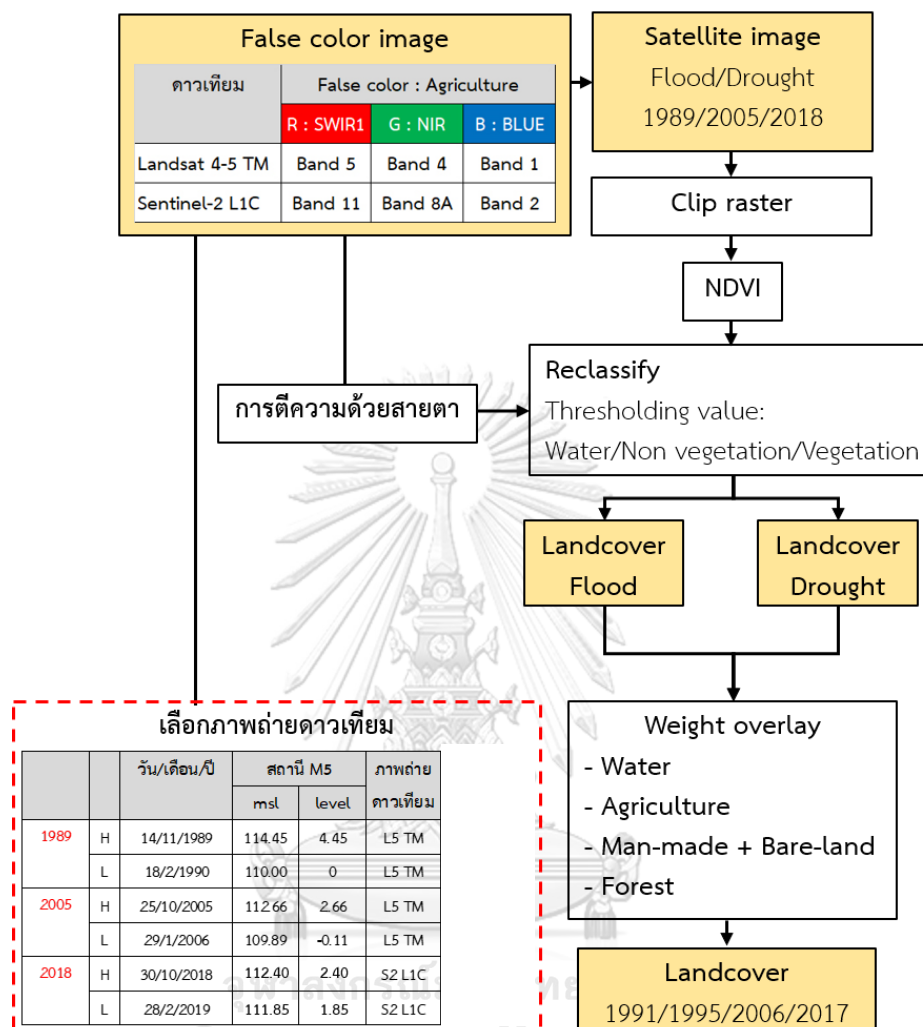 False color image
ดาวเทียม
False color : Agriculture
R : SWIR1
G : NIR
B : BLUE
Landsat 4-5 TM
Band 5
Band 4
Band 1
Sentinel-2 L1C
Band 11
Band 8A
Band 2
Satellite image
Flood/Drought
1989/2005/2018
Clip raster
NDVI
การตีความด้วยสายตา
Reclassify
Thresholding value:
Water/Non vegetation/Vegetation
Landcover
Flood
Landcover
Drought
เลือกภาพถ่ายดาวเทียม
วัน/เดือน/ปี
สถานี M5
ภาพถ่าย
ดาวเทียม
msl
level
1989
H
14/11/1989
114.45
4.45
L5 TM
L
18/2/1990
110.00
0
L5 TM
2005
H
25/10/2005
112.66
2.66
L5 TM
L
29/1/2006
109.89
-0.11
L5 TM
2018
H
30/10/2018
112.40
2.40
S2 L1C
L
28/2/2019
111.85
1.85
S2 L1C
Weight overlay
- Water
- Agriculture
- Man-made + Bare-land
- Forest
Landcover
1991/1995/2006/2017